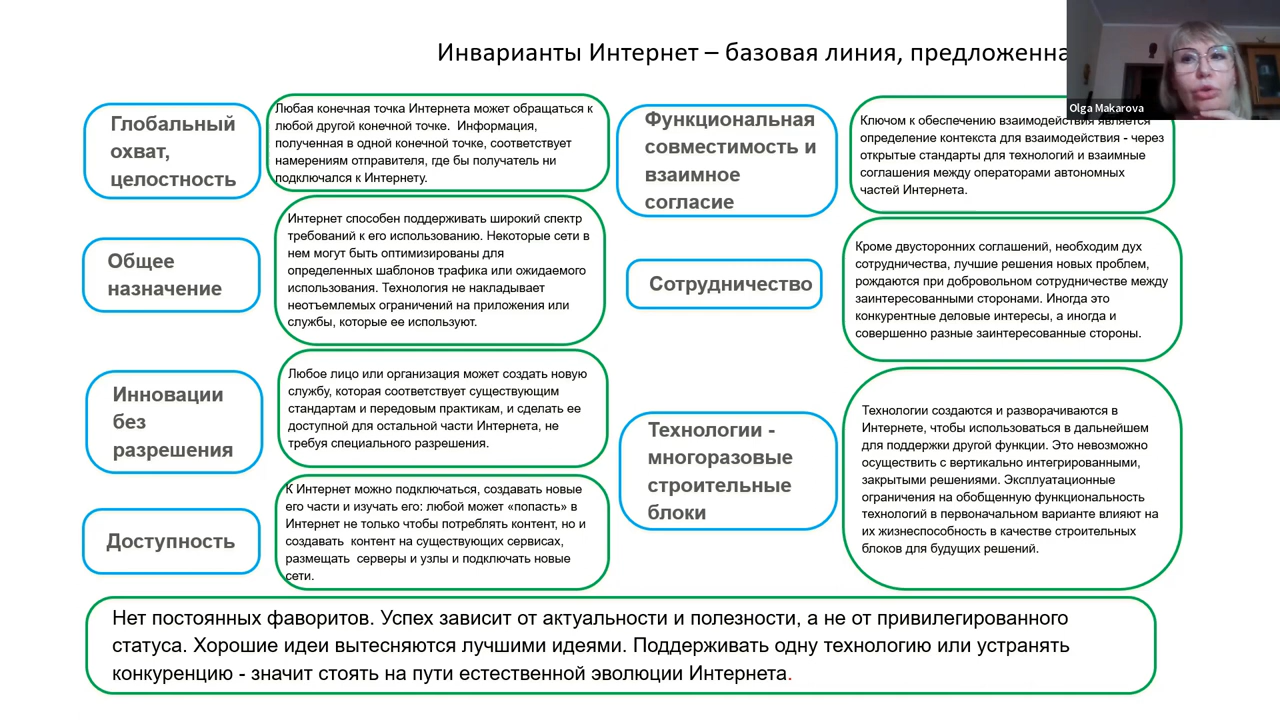 Инварианты Интернет – базовая линия, предложенна
Olga Makarova
Глобальный
охват,
целостность
Любая конечная точка Интернета может обращаться к
любой другой конечной точке.  Информация,
полученная в одной конечной точке, соответствует
намерениям отправителя, где бы получатель ни
подключался к Интернету.
Общее
назначение
Интернет способен поддерживать широкий спектр
требований к его использованию. Некоторые сети в
нем могут быть оптимизированы для
определенных шаблонов трафика или ожидаемого
использования. Технология не накладывает
неотъемлемых ограничений на приложения или
службы, которые ее используют.
Инновации
без
разрешения
Любое лицо или организация может создать новую
службу, которая соответствует существующим
стандартам и передовым практикам, и сделать ее
доступной для остальной части Интернета, не
требуя специального разрешения.
Доступность
К Интернет можно подключаться, создавать новые
его части и изучать его: любой может «попасть» в
Интернет не только чтобы потреблять контент, но и
создавать  контент на существующих сервисах,
размещать  серверы и узлы и подключать новые
сети.
Функциональная
совместимость и
взаимное
согласие
Ключом к обеспечению взаимодействия является
определение контекста для взаимодействия - через
открытые стандарты для технологий и взаимные
соглашения между операторами автономных
частей Интернета.
Сотрудничество
Кроме двусторонних соглашений, необходим дух
сотрудничества, лучшие решения новых проблем,
рождаются при добровольном сотрудничестве между
заинтересованными сторонами. Иногда это
конкурентные деловые интересы, а иногда и
совершенно разные заинтересованные стороны.
Технологии -
многоразовые
строительные
блоки
Технологии создаются и разворачиваются в
Интернете, чтобы использоваться в дальнейшем
для поддержки другой функции. Это невозможно
осуществить с вертикально интегрированными,
закрытыми решениями. Эксплуатационные
ограничения на обобщенную функциональность
технологий в первоначальном варианте влияют на
их жизнеспособность в качестве строительных
блоков для будущих решений.
Нет постоянных фаворитов. Успех зависит от актуальности и полезности, а не от привилегированного
статуса. Хорошие идеи вытесняются лучшими идеями. Поддерживать одну технологию или устранять
конкуренцию - значит стоять на пути естественной эволюции Интернета.